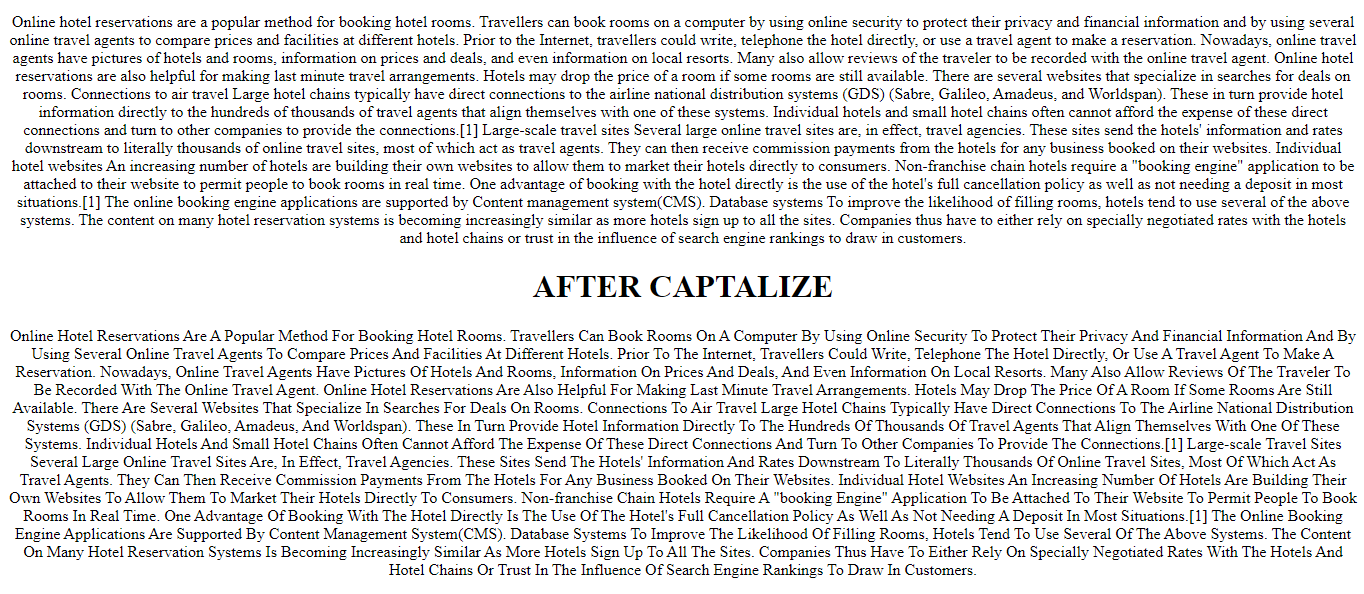 Online hotel reservations are a popular method for booking hotel rooms. Travellers can book rooms on a computer by using online security to protect their privacy and financial information and by using several
online travel agents to compare prices and facilities at different hotels. Prior to the Internet, travellers could write, telephone the hotel directly, or use a travel agent to make a reservation. Nowadays, online travel
agents have pictures of hotels and rooms, information on prices and deals, and even information on local resorts. Many also allow reviews of the traveler to be recorded with the online travel agent. Online hotel
reservations are also helpful for making last minute travel arrangements. Hotels may drop the price of a room if some rooms are still available. There are several websites that specialize in searches for deals on
rooms. Connections to air travel Large hotel chains typically have direct connections to the airline national distribution systems (GDS) (Sabre, Galileo, Amadeus, and Worldspan). These in turn provide hotel
information directly to the hundreds of thousands of travel agents that align themselves with one of these systems. Individual hotels and small hotel chains often cannot afford the expense of these direct
connections and turn to other companies to provide the connections.[1] Large-scale travel sites Several large online travel sites are, in effect, travel agencies. These sites send the hotels' information and rates
downstream to literally thousands of online travel sites, most of which act as travel agents. They can then receive commission payments from the hotels for any business booked on their websites. Individual
hotel websites An increasing number of hotels are building their own websites to allow them to market their hotels directly to consumers. Non-franchise chain hotels require a "booking engine" application to be
attached to their website to permit people to book rooms in real time. One advantage of booking with the hotel directly is the use of the hotel's full cancellation policy as well as not needing a deposit in most
situations.[1] The online booking engine applications are supported by Content management system(CMS). Database systems To improve the likelihood of filling rooms, hotels tend to use several of the above
systems. The content on many hotel reservation systems is becoming increasingly similar as more hotels sign up to all the sites. Companies thus have to either rely on specially negotiated rates with the hotels
and hotel chains or trust in the influence of search engine rankings to draw in customers.
AFTER CAPTALIZE
Online Hotel Reservations Are A Popular Method For Booking Hotel Rooms. Travellers Can Book Rooms On A Computer By Using Online Security To Protect Their Privacy And Financial Information And By
Using Several Online Travel Agents To Compare Prices And Facilities At Different Hotels. Prior To The Internet, Travellers Could Write, Telephone The Hotel Directly, Or Use A Travel Agent To Make A
Reservation. Nowadays, Online Travel Agents Have Pictures Of Hotels And Rooms, Information On Prices And Deals, And Even Information On Local Resorts. Many Also Allow Reviews Of The Traveler To
Be Recorded With The Online Travel Agent. Online Hotel Reservations Are Also Helpful For Making Last Minute Travel Arrangements. Hotels May Drop The Price Of A Room If Some Rooms Are Still
Available. There Are Several Websites That Specialize In Searches For Deals On Rooms. Connections To Air Travel Large Hotel Chains Typically Have Direct Connections To The Airline National Distribution
Systems (GDS) (Sabre, Galileo, Amadeus, And Worldspan). These In Turn Provide Hotel Information Directly To The Hundreds Of Thousands Of Travel Agents That Align Themselves With One Of These
Systems. Individual Hotels And Small Hotel Chains Often Cannot Afford The Expense Of These Direct Connections And Turn To Other Companies To Provide The Connections.[1] Large-scale Travel Sites
Several Large Online Travel Sites Are, In Effect, Travel Agencies. These Sites Send The Hotels' Information And Rates Downstream To Literally Thousands Of Online Travel Sites, Most Of Which Act As
Travel Agents. They Can Then Receive Commission Payments From The Hotels For Any Business Booked On Their Websites. Individual Hotel Websites An Increasing Number Of Hotels Are Building Their
Own Websites To Allow Them To Market Their Hotels Directly To Consumers. Non-franchise Chain Hotels Require A "booking Engine" Application To Be Attached To Their Website To Permit People To Book
Rooms In Real Time. One Advantage Of Booking With The Hotel Directly Is The Use Of The Hotel's Full Cancellation Policy As Well As Not Needing A Deposit In Most Situations.[1] The Online Booking
Engine Applications Are Supported By Content Management System(CMS). Database Systems To Improve The Likelihood Of Filling Rooms, Hotels Tend To Use Several Of The Above Systems. The Content
On Many Hotel Reservation Systems Is Becoming Increasingly Similar As More Hotels Sign Up To All The Sites. Companies Thus Have To Either Rely On Specially Negotiated Rates With The Hotels And
Hotel Chains Or Trust In The Influence Of Search Engine Rankings To Draw In Customers.